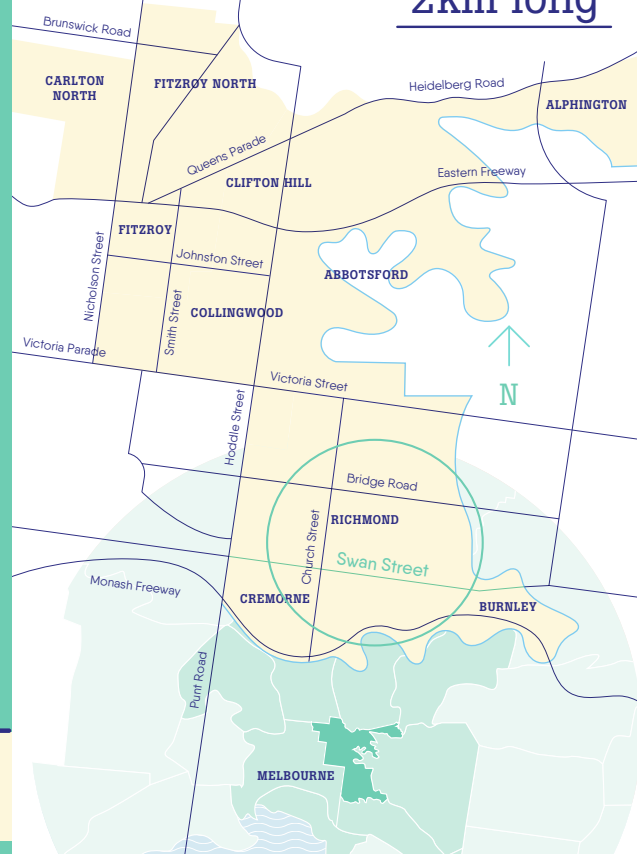 2km long
Brunswick Road
CARLTON
NORTH
FITZROY NORTH
Heidelberg Road
ALPHINGTON
Queens Parade
Eastern Freeway
CLIFTON HILL
FITZROY
Nicholson Street
Johnston Street
ABBOTSFORD
Smith Street
COLLINGWOOD
Victoria Parade
Victoria Street
N
Hoddle Street
Bridge Road
Church Street
RICHMOND
Swan Street
Monash Freeway
CREMORNE
BURNLEY
Punt Road
MELBOURNE